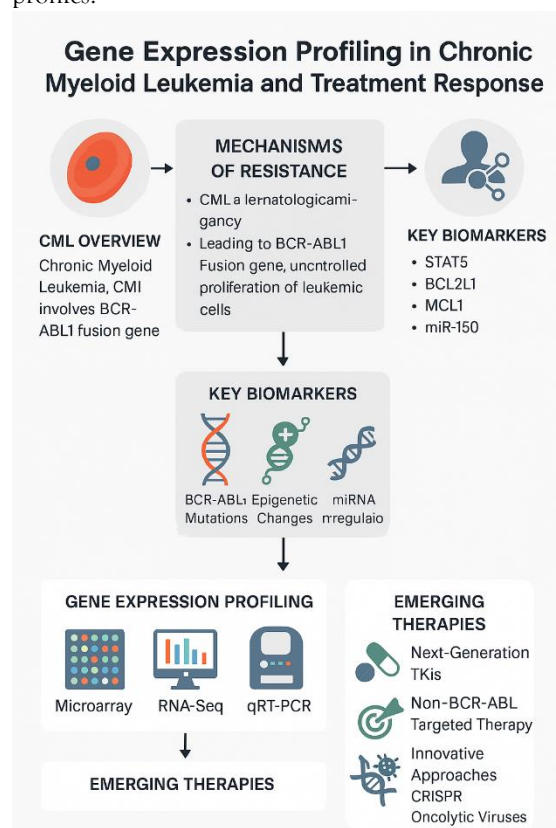 profiles.
Gene Expression Profiling in Chronic
Myeloid Leukemia and Treatment Response
CML OVERVIEW
Chronic Myeloid
Leukemia, CMI
involves BCR-
ABL1 fusion gene
MECHANISMS
OF RESISTANCE
• CML a lernatologicami-
gancy
• Leading to BCR-ABL1
Fusion gene, uncntrolled
proliferation of leukemic
cells
KEY BIOMARKERS
• STAT5
• BCL2L1
• MCL1
• miR-150
KEY BIOMARKERS
BCR-ABL1
Mutations
Epigenetic
Changes
miRNA
mregulaio
GENE EXPRESSION PROFILING
Microarray
RNA-Seq
qRT-PCR
EMERGING THERAPIES
EMERGING
THERAPIES
Next-Generation
TKis
Non-BCR-ABL
Targeted Therapy
Innovative
Approaches
CRISPR
Oncolytic Viruses